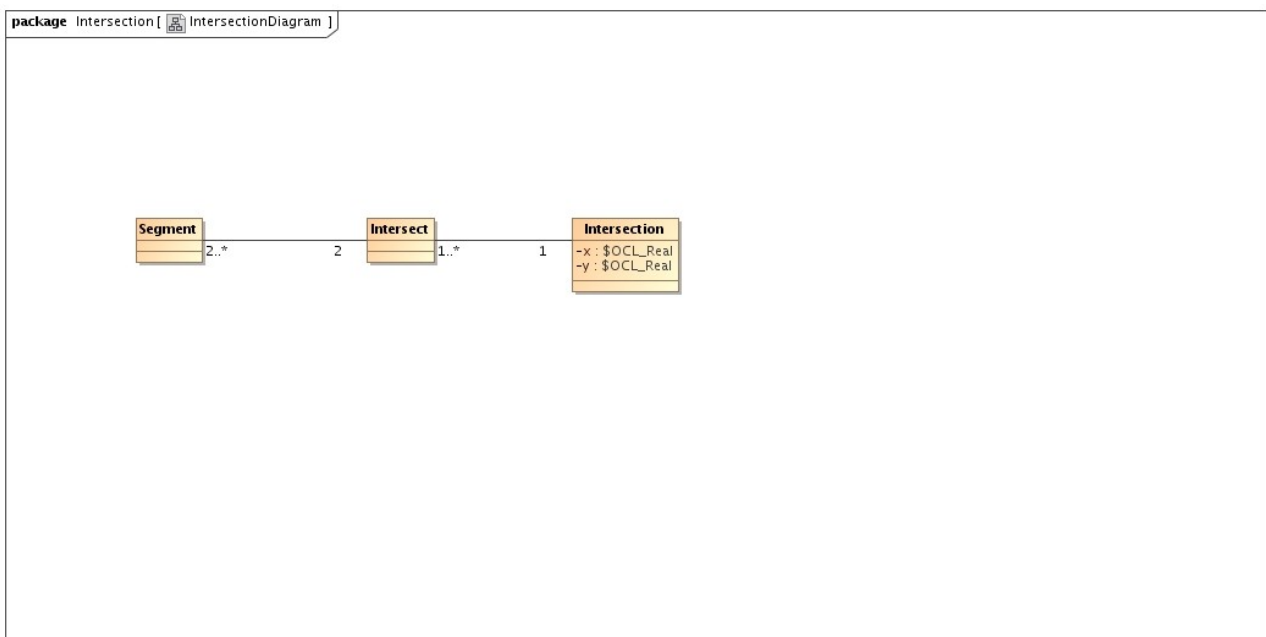 package Intersection [ IntersectionDiagram ]
Segment
Intersect
Intersection
2..*
2
1..*
1
-x : $OCL_Real
-y : $OCL_Real